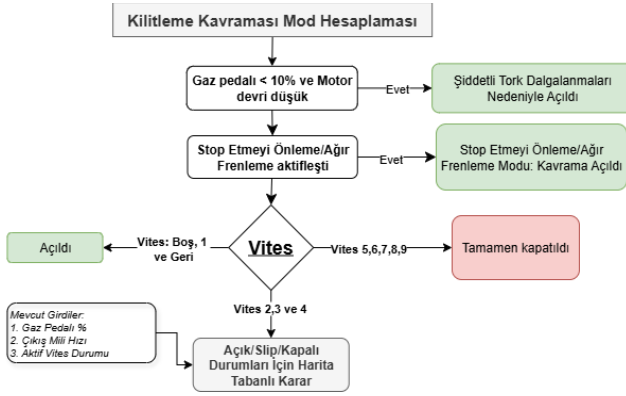 Kilitleme Kavraması Mod Hesaplaması
Gaz pedalı < 10% ve Motor
devri düşük
Evet
Şiddetli Tork Dalgalanmaları
Nedeniyle Açıldı
Stop Etmeyi Önleme/Ağır
Frenleme aktifleşti
Evet
Stop Etmeyi Önleme/Ağır
Frenleme Modu: Kavrama Açıldı
Açıldı
Vites: Boş, 1
ve Geri
Vites
Vites 5,6,7,8,9
Tamamen kapatıldı
Vites 2,3 ve 4
Mevcut Girdiler:
1. Gaz Pedalı %
2. Çıkış Mili Hızı
3. Aktif Vites Durumu
Açık/Slip/Kapalı
Durumları İçin Harita
Tabanlı Karar